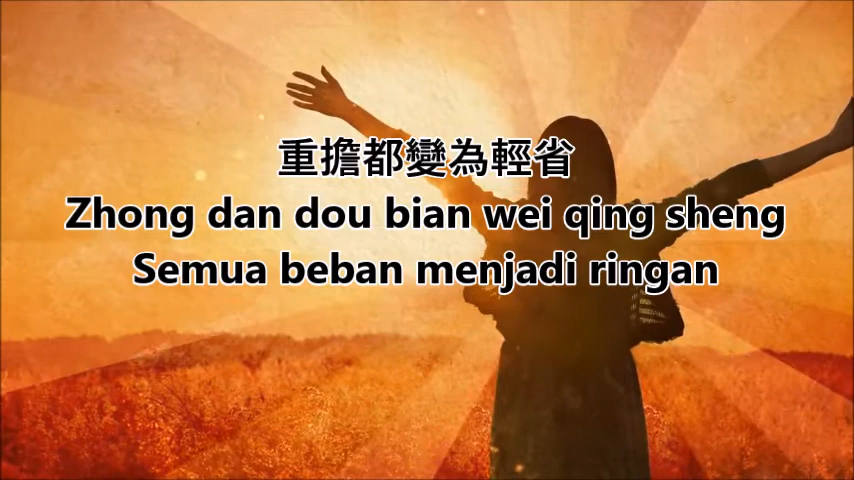 重擔都變為輕省
Zhong dan dou bian wei qing sheng
Semua beban menjadi ringan